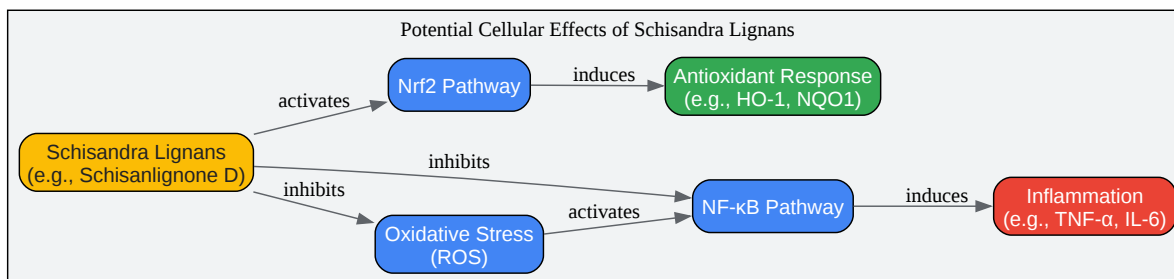 Potential Cellular Effects of Schisandra Lignans
Schisandra Lignans
(e.g., Schisanlignone D)
activates
Nrf2 Pathway
induces
Antioxidant Response
(e.g., HO-1, NQO1)
inhibits
inhibits
Oxidative Stress
(ROS)
activates
NF-κB Pathway
induces
Inflammation
(e.g., TNF-α, IL-6)